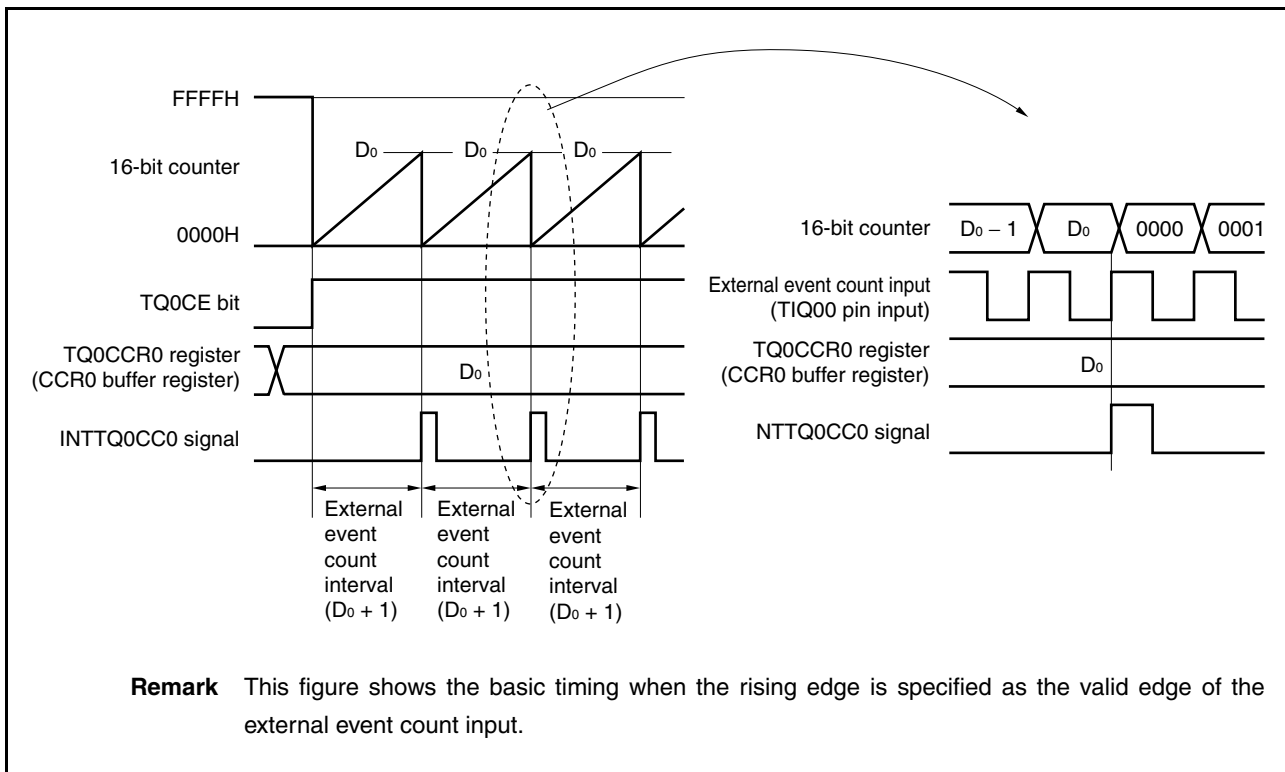 FFFFH
16-bit counter
0000H
D0
D0
D0
TQ0CE bit
TQ0CCR0 register
(CCR0 buffer register)
D0
INTTQ0CC0 signal
External
event
count
interval
(D0 + 1)
External
event
count
interval
(D0 + 1)
External
event
count
interval
(D0 + 1)
16-bit counter
D0 − 1
D0
0000
0001
External event count input
(TIQ00 pin input)
TQ0CCR0 register
(CCR0 buffer register)
D0
NTTQ0CC0 signal
Remark This figure shows the basic timing when the rising edge is specified as the valid edge of the
external event count input.